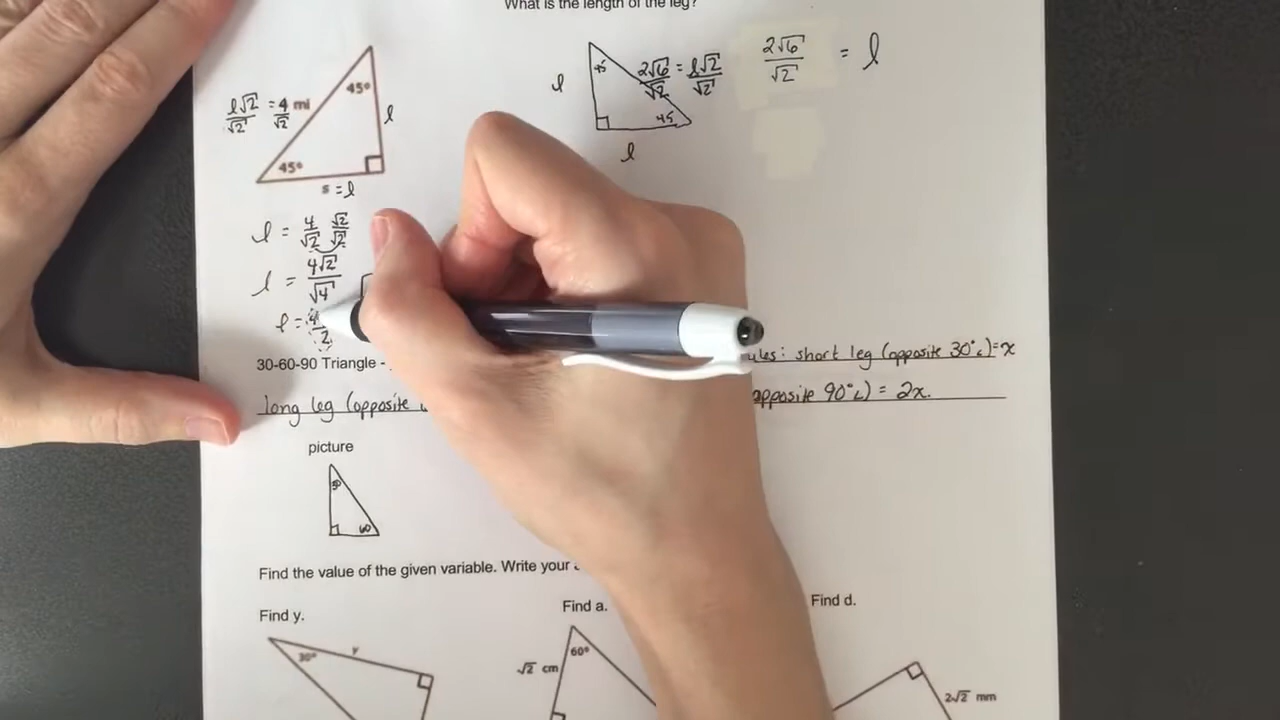 What is the length of the leg?
l√2/√2 = 4/√2 mi
45°
l
45°
s = l
45
2√6/√2 = l√2/√2
l
45
l
2√6/√2 = l
l = 4/√2 √2/√2
l = 4√2/√4
l = 4/2
30-60-90 Triangle -
ules: short leg (opposite 30°∠)=x
long leg (opposite
opposite 90°∠) = 2x.
picture
60
Find the value of the given variable. Write your
Find y.
Find a.
Find d.
30°
y
√2 cm
60°
2√2 mm